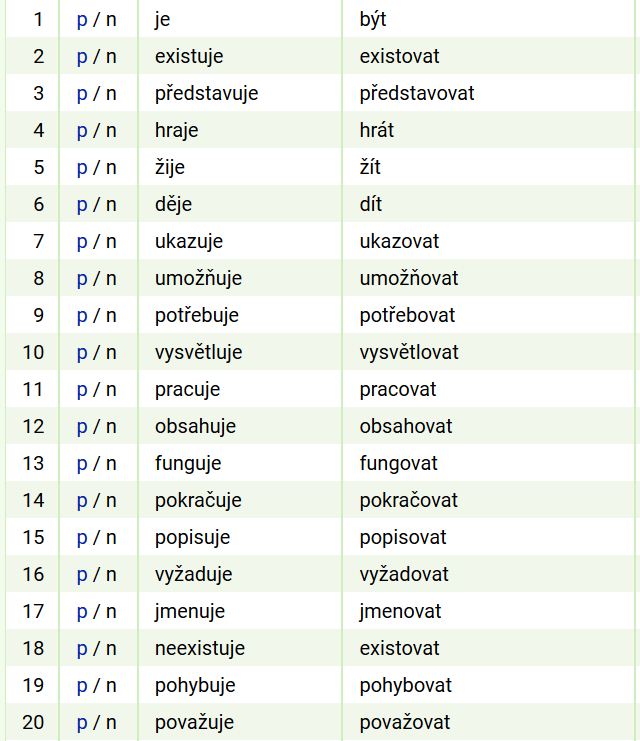 1 p / n je být
2 p / n existuje existovat
3 p / n představuje představovat
4 p / n hraje hrát
5 p / n žije žít
6 p / n děje dít
7 p / n ukazuje ukazovat
8 p / n umožňuje umožňovat
9 p / n potřebuje potřebovat
10 p / n vysvětluje vysvětlovat
11 p / n pracuje pracovat
12 p / n obsahuje obsahovat
13 p / n funguje fungovat
14 p / n pokračuje pokračovat
15 p / n popisuje popisovat
16 p / n vyžaduje vyžadovat
17 p / n jmenuje jmenovat
18 p / n neexistuje existovat
19 p / n pohybuje pohybovat
20 p / n považuje považovat